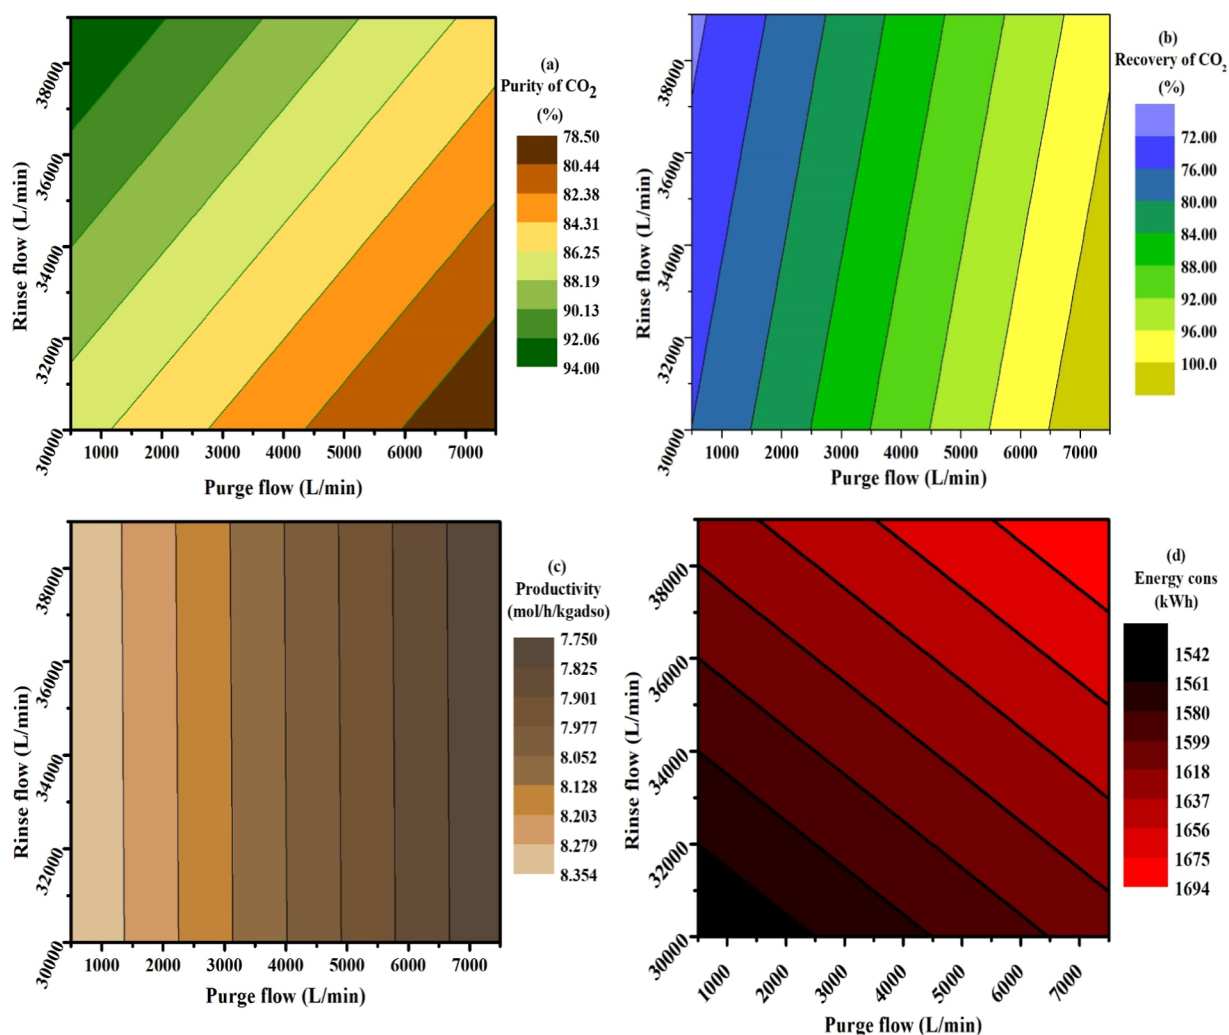 (a)
Purity of CO2
(%)
78.50
80.44
82.38
84.31
86.25
88.19
90.13
92.06
94.00
Rinse flow (L/min)
38000
36000
34000
32000
30000
1000 2000 3000 4000 5000 6000 7000
Purge flow (L/min)
(b)
Recovery of CO2
(%)
72.00
76.00
80.00
84.00
88.00
92.00
96.00
100.0
Rinse flow (L/min)
38000
36000
34000
32000
30000
1000 2000 3000 4000 5000 6000 7000
Purge flow (L/min)
(c)
Productivity
(mol/h/kgadso)
7.750
7.825
7.901
7.977
8.052
8.128
8.203
8.279
8.354
Rinse flow (L/min)
38000
36000
34000
32000
30000
1000 2000 3000 4000 5000 6000 7000
Purge flow (L/min)
(d)
Energy cons
(kWh)
1542
1561
1580
1599
1618
1637
1656
1675
1694
Rinse flow (L/min)
38000
36000
34000
32000
30000
1000 2000 3000 4000 5000 6000 7000
Purge flow (L/min)